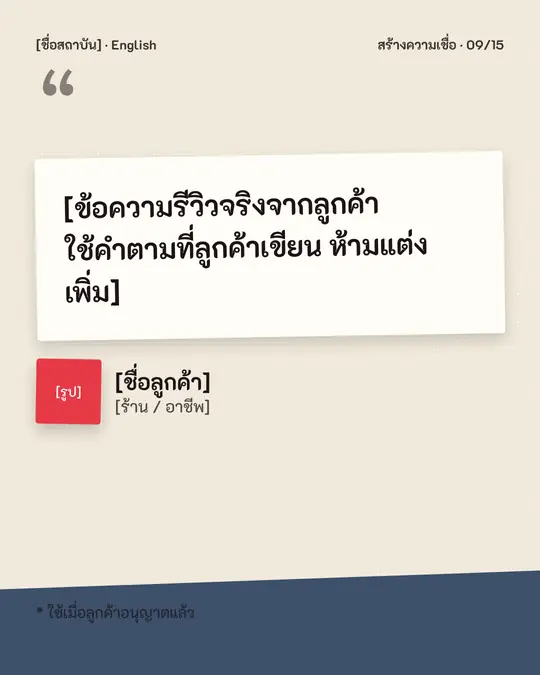 [ชื่อสถาบัน] · English
สร้างความเชื่อ · 09/15
“
[ข้อความรีวิวจริงจากลูกค้า
ใช้คำตามที่ลูกค้าเขียน ห้ามแต่ง
เพิ่ม]
[รูป]
[ชื่อลูกค้า]
[ร้าน / อาชีพ]
* ใช้เมื่อลูกค้าอนุญาตแล้ว